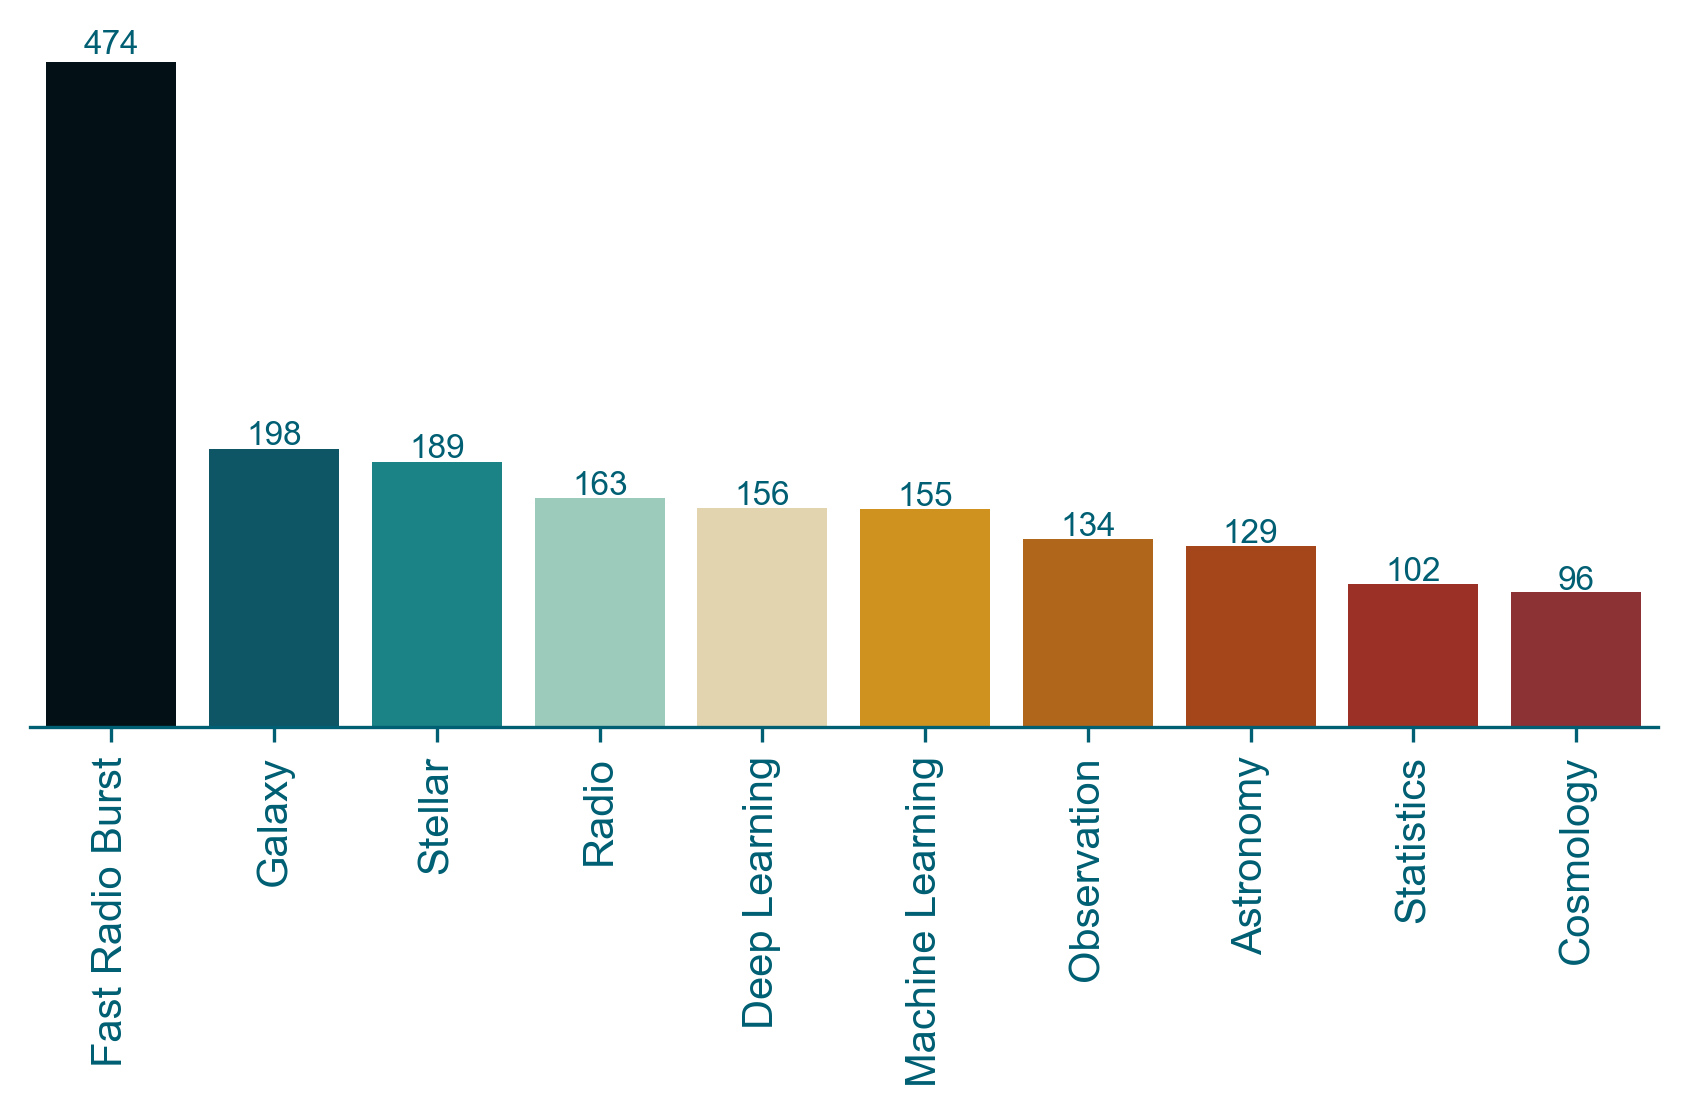 474
198
189
163
156
155
134
129
102
96
Fast Radio Burst
Galaxy
Stellar
Radio
Deep Learning
Machine Learning
Observation
Astronomy
Statistics
Cosmology